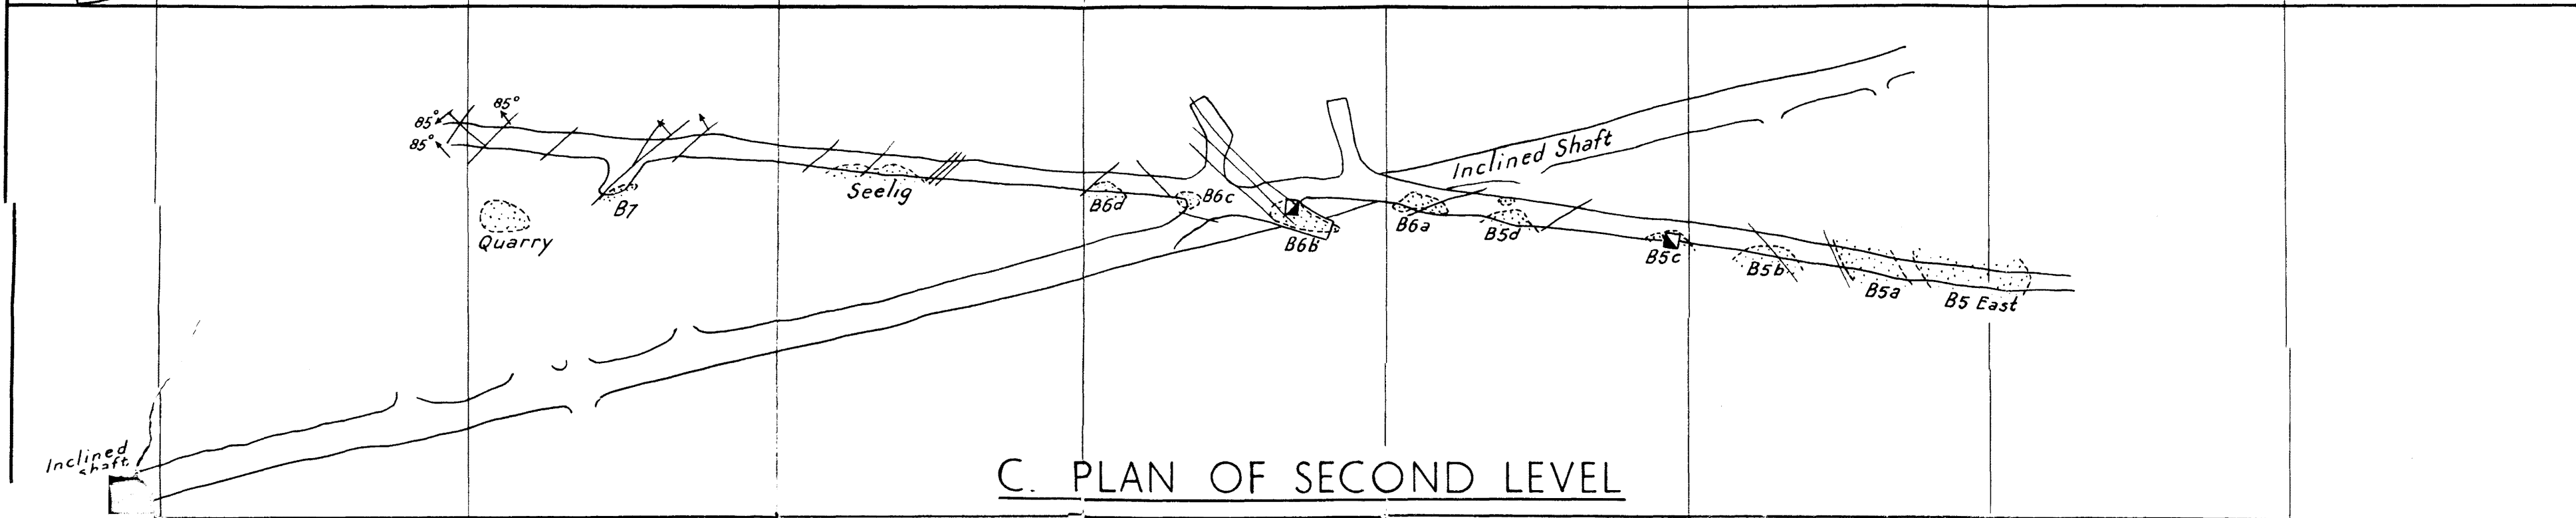 85°
85°
85°
Inclined Shaft
Seelig
B7
B6d
B6c
Quarry
B6b
B6a
B5d
B5c
B5b
B5a
B5 East
Inclined
shaft
C. PLAN OF SECOND LEVEL